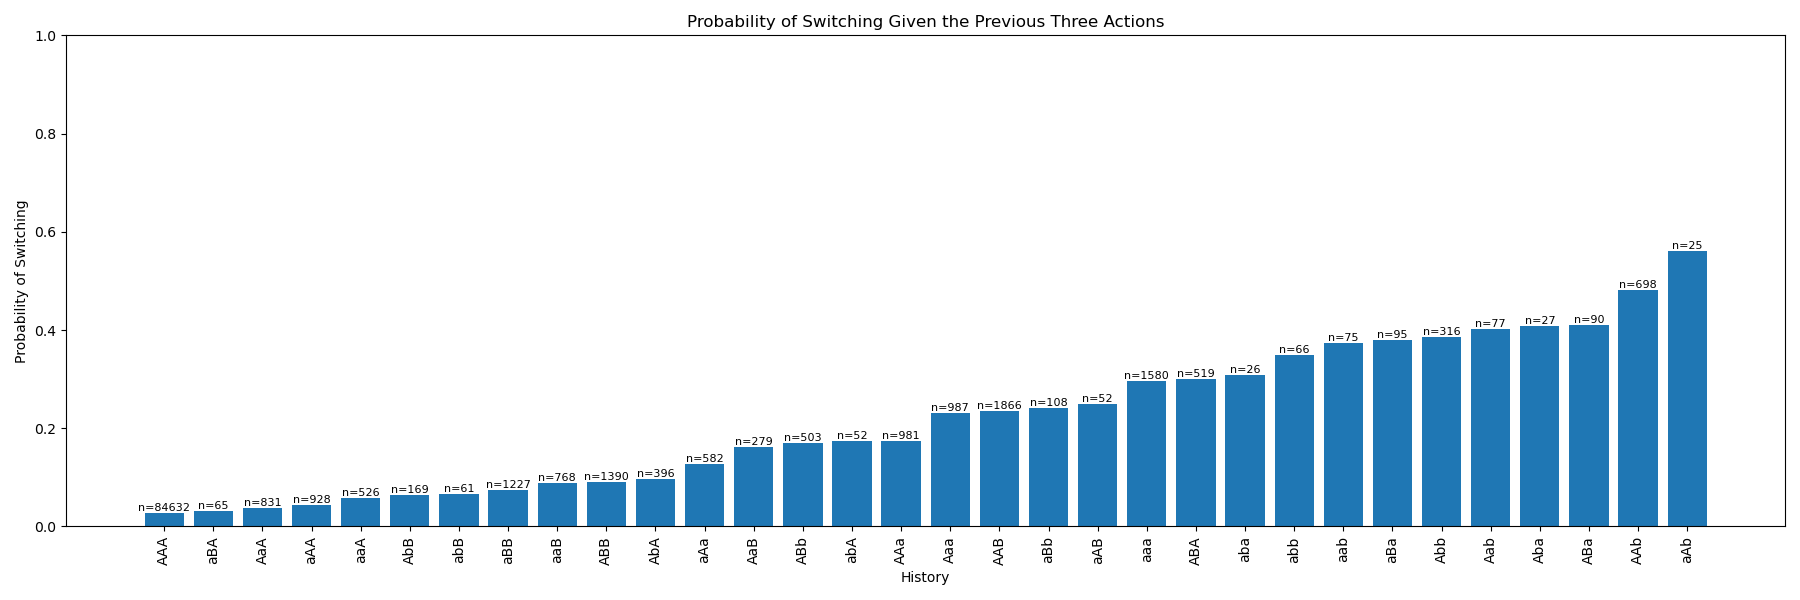 Probability of Switching Given the Previous Three Actions
Probability of Switching
1.0
0.8
0.6
0.4
0.2
0.0
n=84632
n=65
n=831
n=928
n=526
n=169
n=61
n=1227
n=768
n=1390
n=396
n=582
n=279
n=503
n=52
n=981
n=987
n=1866
n=108
n=52
n=1580
n=519
n=26
n=66
n=75
n=95
n=316
n=77
n=27
n=90
n=698
n=25
AAA
aBA
AaA
aAA
aaA
AbB
abB
aBB
aaB
ABB
AbA
aAa
AaB
ABb
abA
AAa
Aaa
AAB
aBb
aAB
aaa
ABA
aba
abb
aab
aBa
Abb
Aab
Aba
ABa
AAb
aAb
History